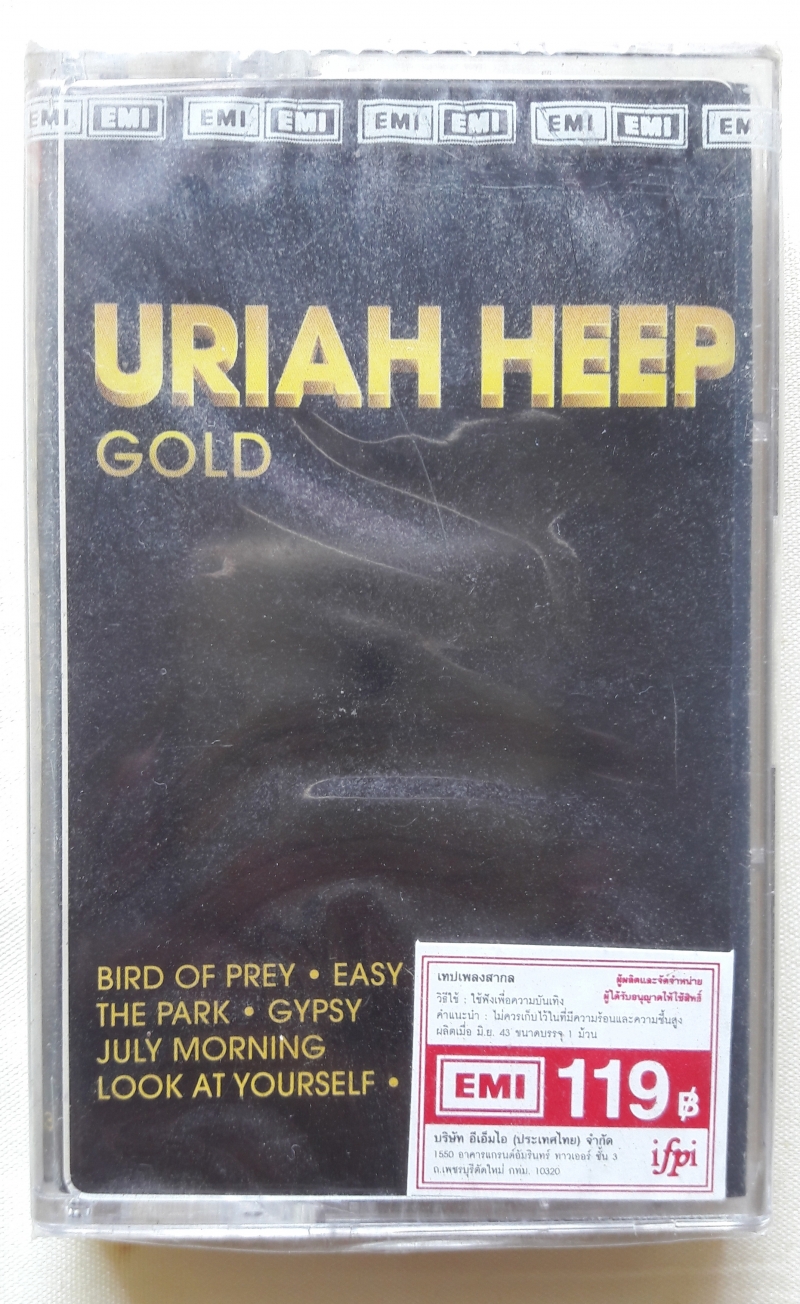 EMI EMI EMI EMI EMI EMI EMI EMI EM
URIAH HEEP
GOLD
BIRD OF PREY • EASY
THE PARK • GYPSY
JULY MORNING
LOOK AT YOURSELF •
เทปเพลงสากล
ผู้ผลิตและจัดจำหน่าย
วิธีใช้ : ใช้ฟังเพื่อความบันเทิง
ผู้ได้รับอนุญาตให้ใช้สิทธิ์
คำแนะนำ : ไม่ควรเก็บไว้ในที่มีความร้อนและความชื้นสูง
ผลิตเมื่อ มิ.ย. 43 ขนาดบรรจุ 1 ม้วน
EMI 119 ฿
บริษัท อีเอ็มไอ (ประเทศไทย) จำกัด
1550 อาคารแกรนด์อัมรินทร์ ทาวเออร์ ชั้น 3
ถ.เพชรบุรีตัดใหม่ กทม. 10320
ifpi